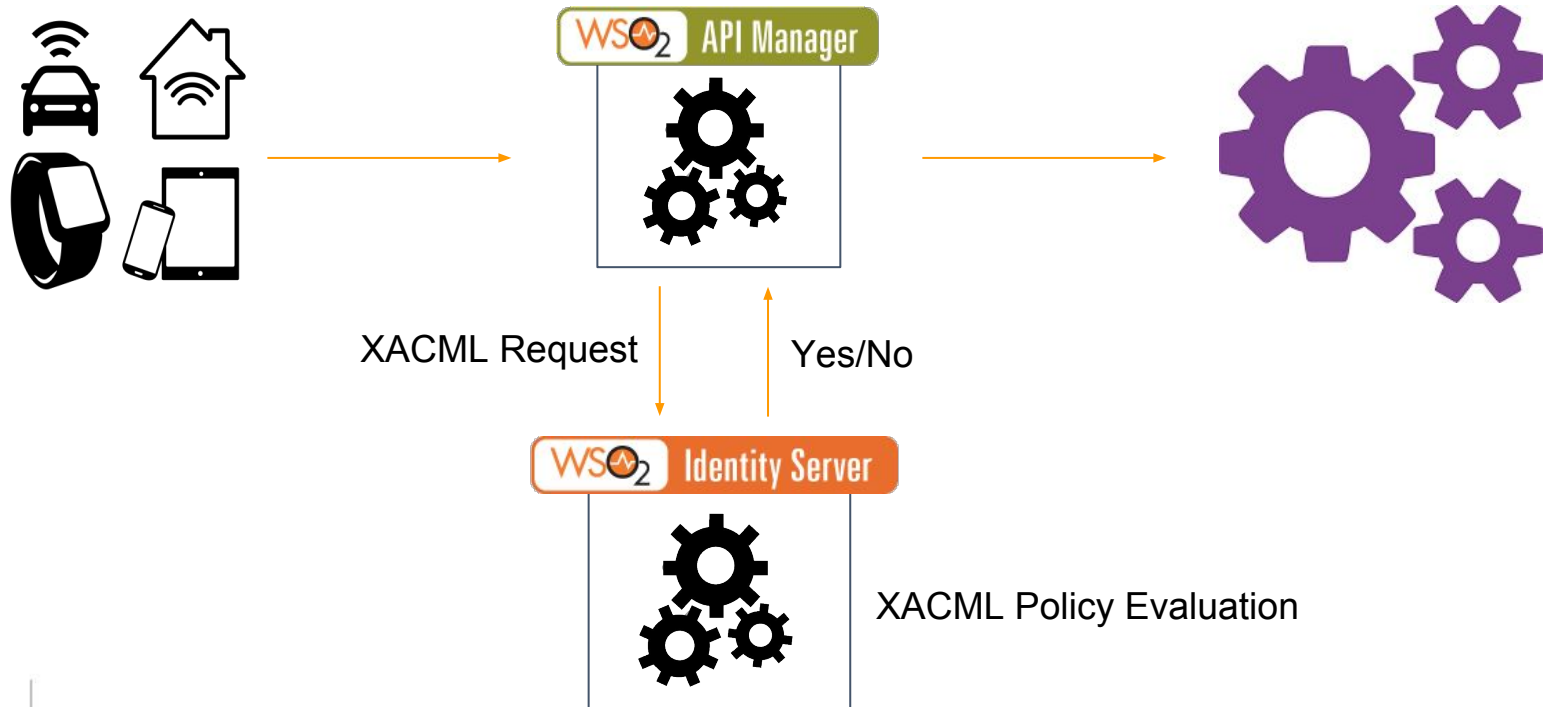 WSO2 API Manager
XACML Request
Yes/No
WSO2 Identity Server
XACML Policy Evaluation